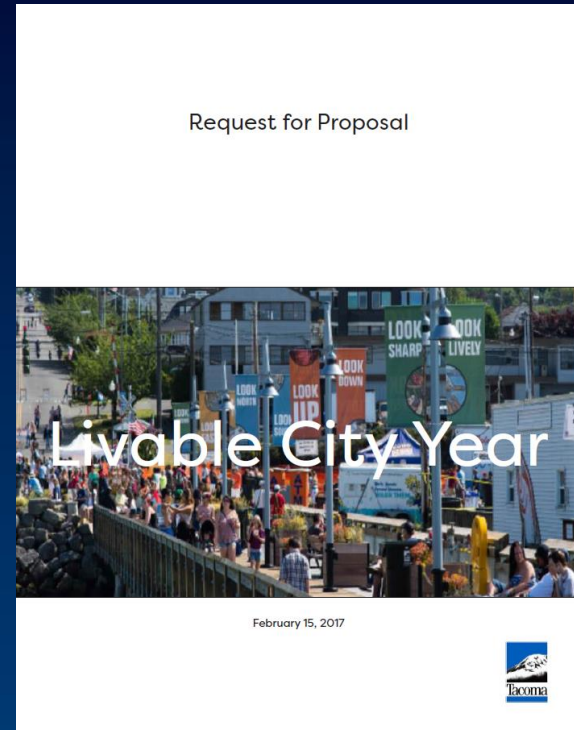 Request for Proposal
LOOK
SHARP
LOOK
LIVELY
LOOK
DOWN
LOOK
NORTH
LOOK
UP
LOOK
Livable City Year
February 15, 2017
Tacoma